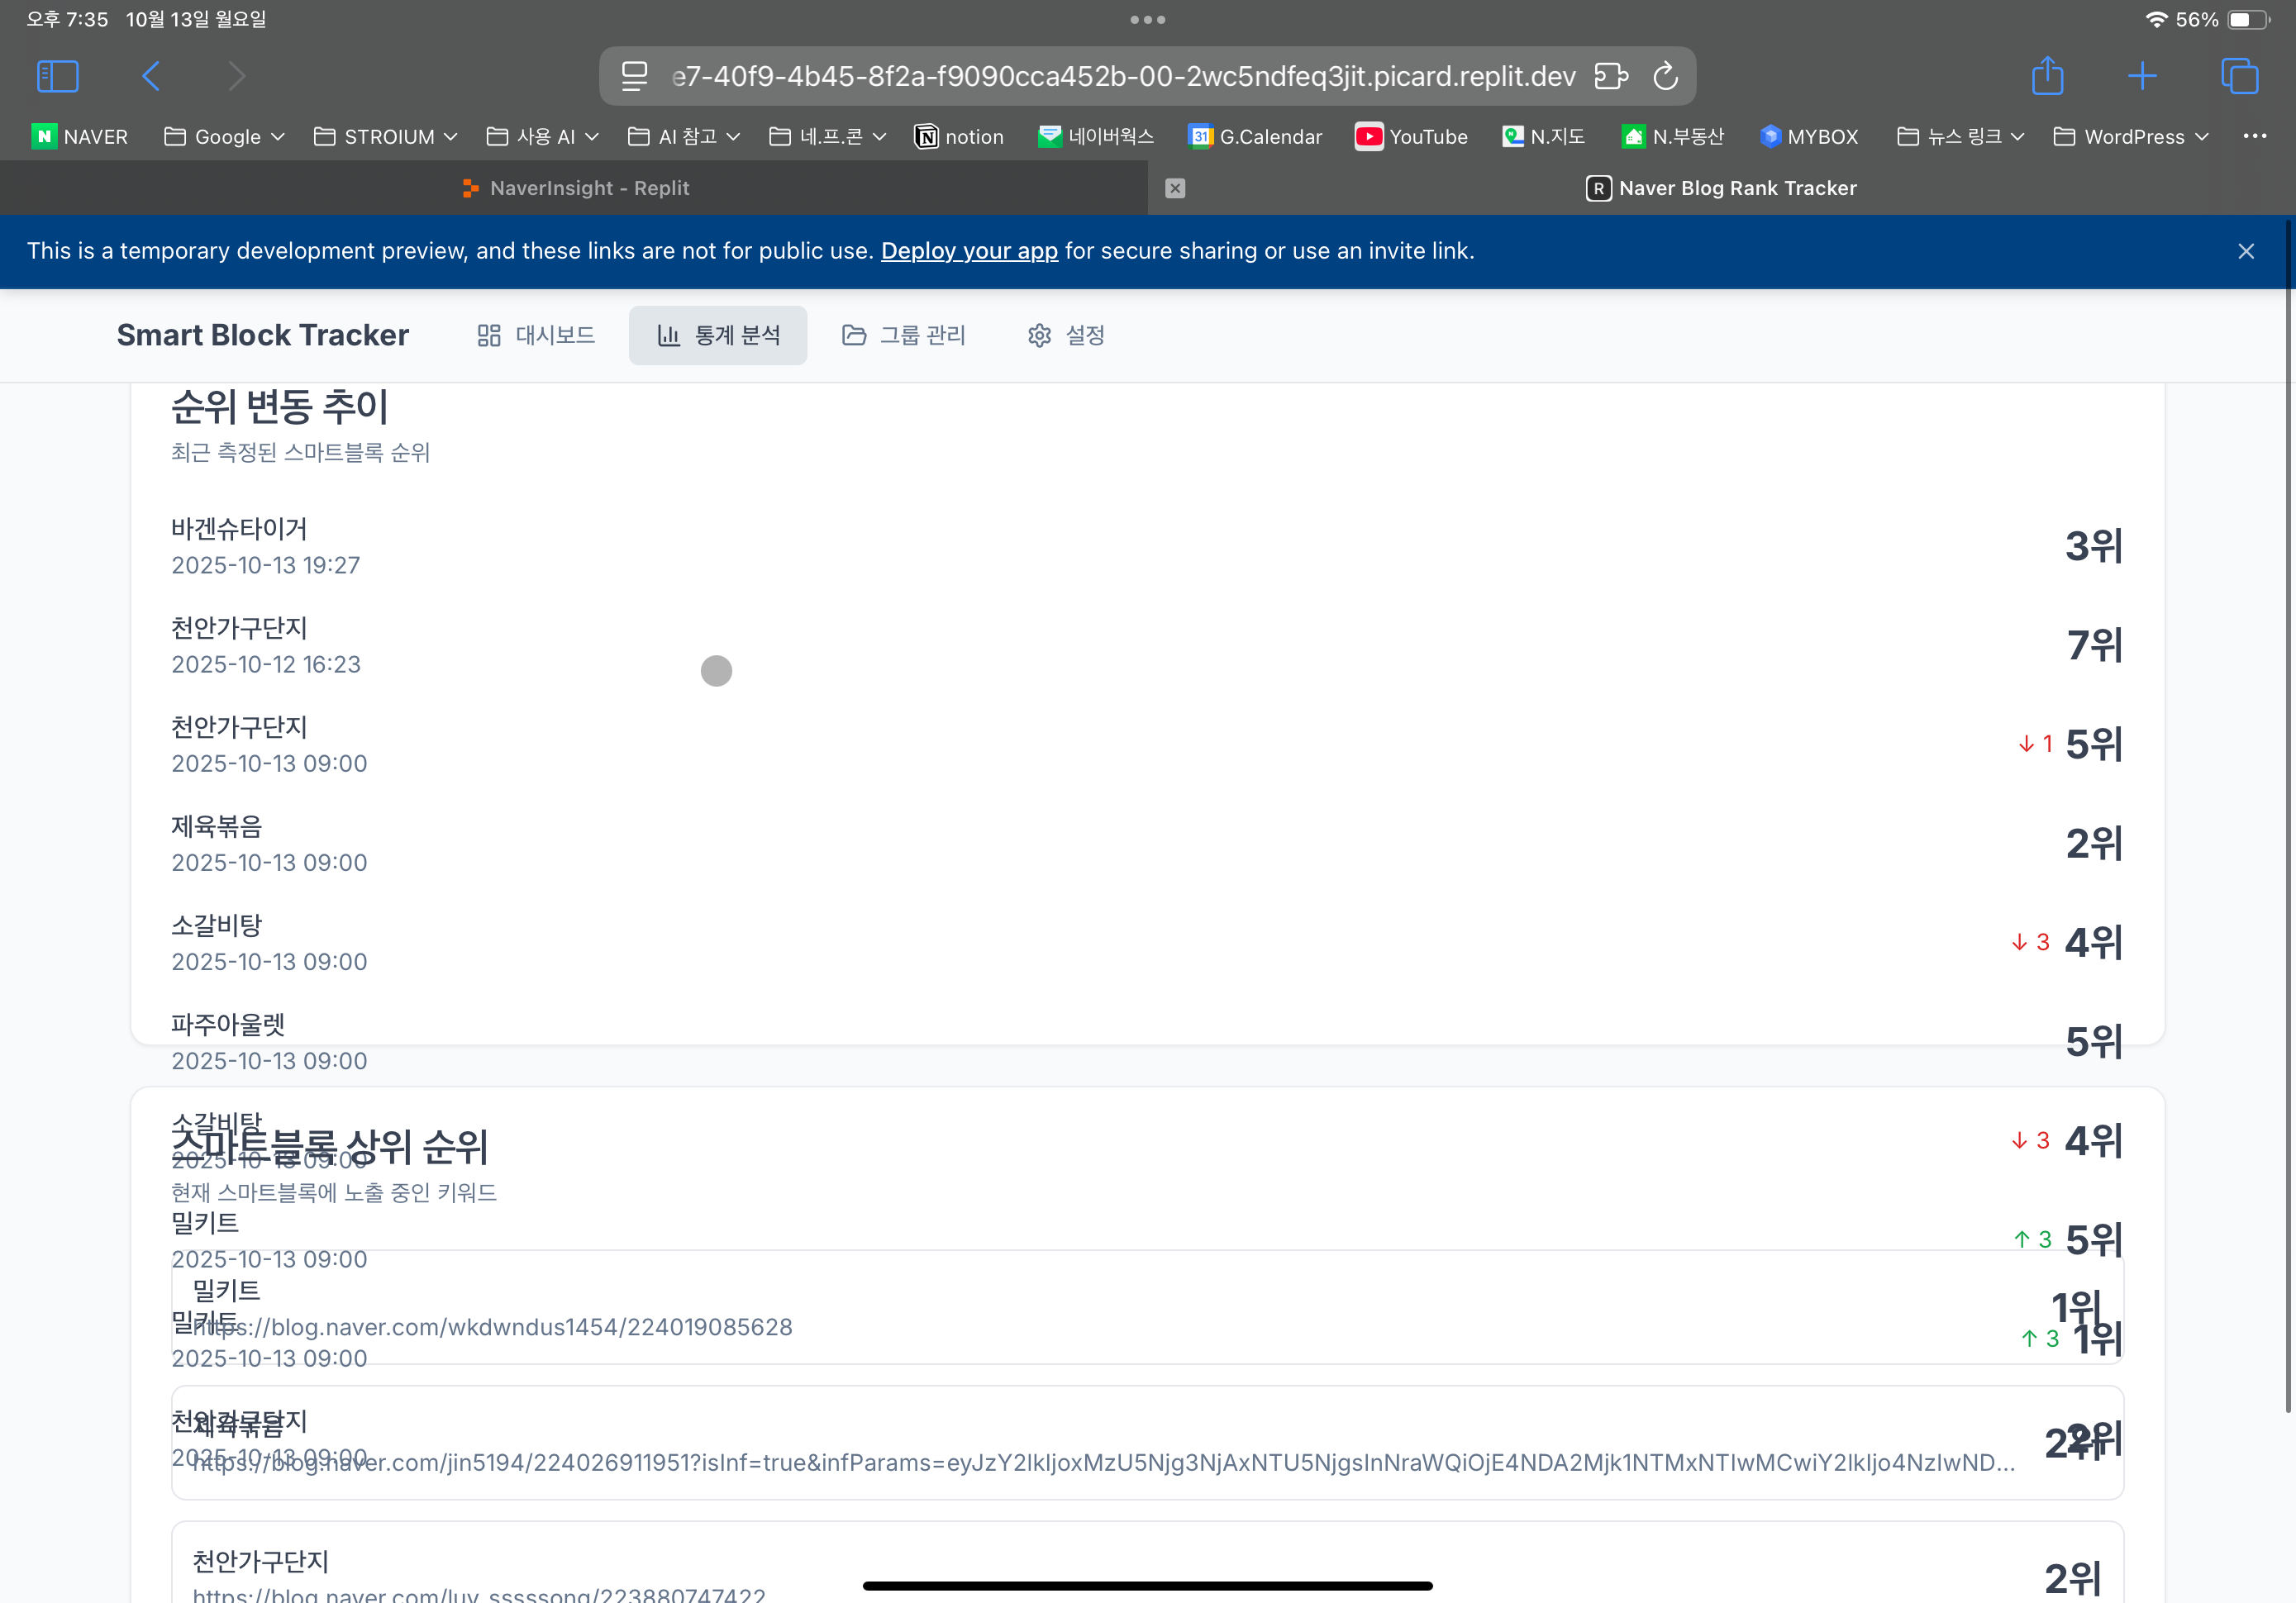 오후 7:35 10월 13일 월요일
56%
e7-40f9-4b45-8f2a-f9090cca452b-00-2wc5ndfeq3jit.picard.replit.dev
NAVER Google STROIUM 사용 AI AI 참고 네.프.콘 notion 네이버웍스 G.Calendar YouTube N.지도 N.부동산 MYBOX 뉴스 링크 WordPress
NaverInsight - Replit
Naver Blog Rank Tracker
This is a temporary development preview, and these links are not for public use. Deploy your app for secure sharing or use an invite link.
Smart Block Tracker 대시보드 통계 분석 그룹 관리 설정
순위 변동 추이
최근 측정된 스마트블록 순위
바겐슈타이거
2025-10-13 19:27
3위
천안가구단지
2025-10-12 16:23
7위
천안가구단지
2025-10-13 09:00
↓ 1 5위
제육볶음
2025-10-13 09:00
2위
소갈비탕
2025-10-13 09:00
↓ 3 4위
파주아울렛
2025-10-13 09:00
5위
소갈비탕
2025-10-13 09:00
↓ 3 4위
스마트블록 상위 순위
현재 스마트블록에 노출 중인 키워드
밀키트
2025-10-13 09:00
↑ 3 5위
밀키트
https://blog.naver.com/wkdwndus1454/224019085628
1위
밀키트
2025-10-13 09:00
↑ 3 1위
천안가구단지
2025-10-13 09:00
2위
제육볶음
https://blog.naver.com/jin5194/224026911951?isInf=true&infParams=eyJzY2lkIjoxMzU5Njg3NjAxNTU5NjgsInNraWQiOjE4NDA2Mjk1NTMxNTIwMCwiY2lkIjo4NzIwND...
2위
천안가구단지
https://blog.naver.com/luv_sssssong/223880747422
2위